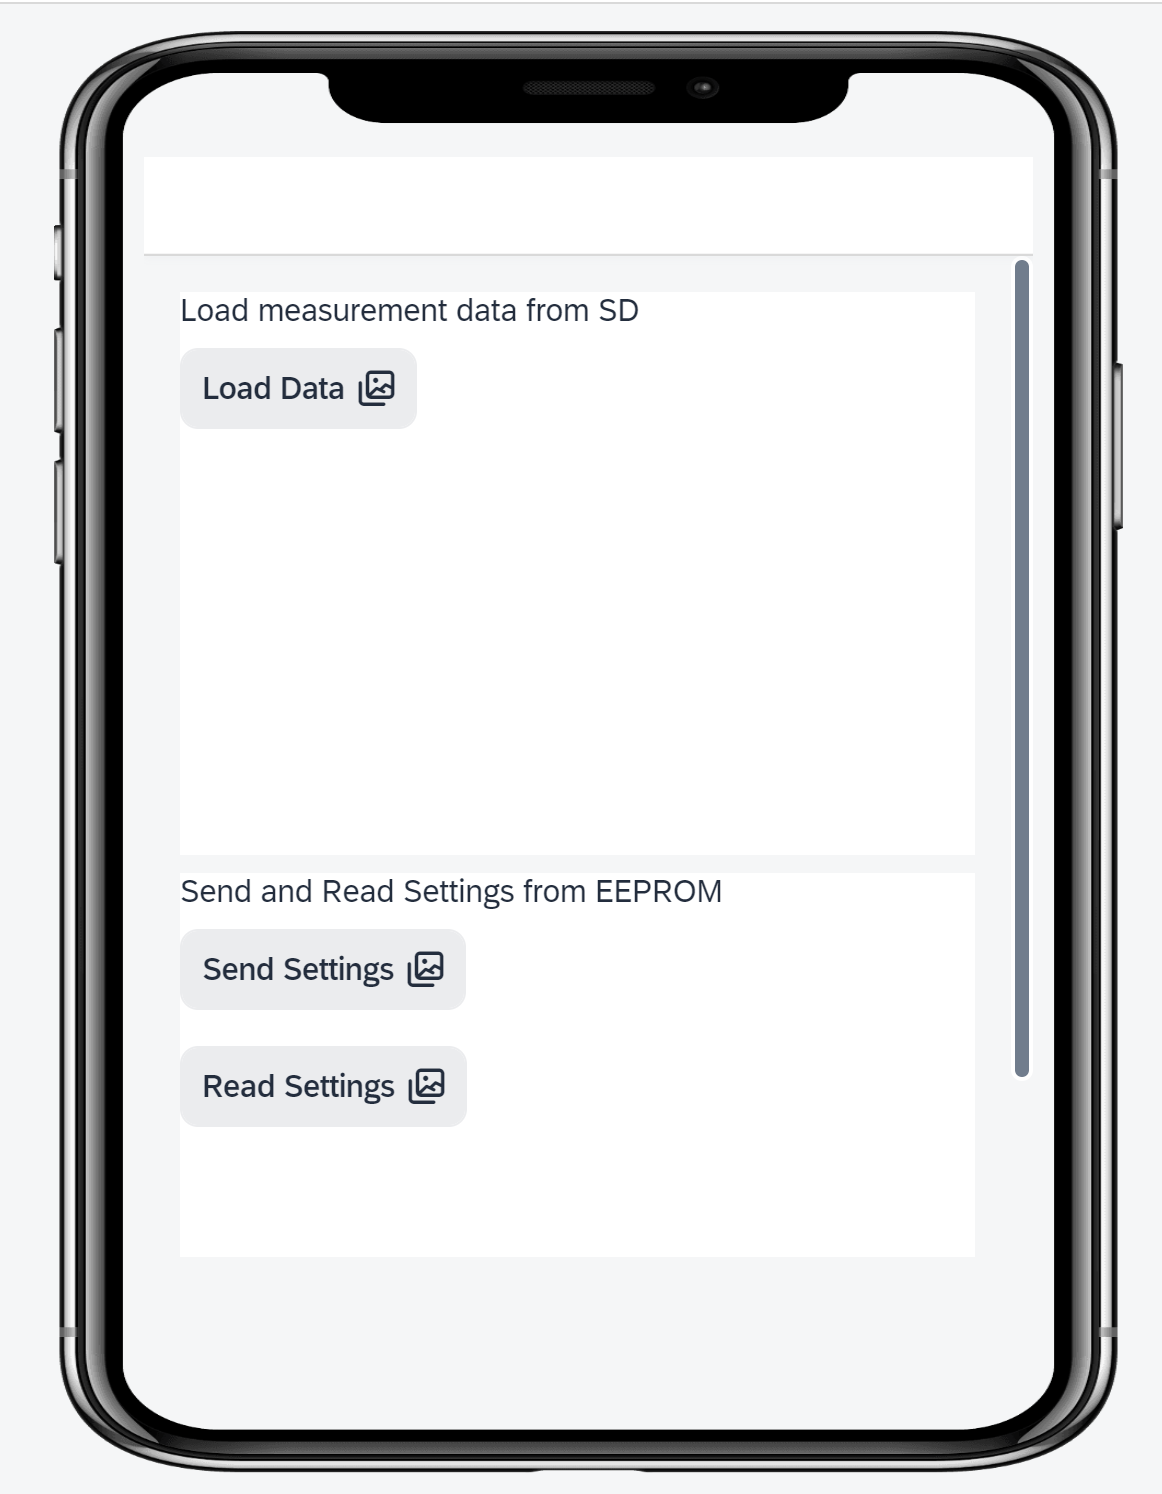 Load measurement data from SD
Load Data
Send and Read Settings from EEPROM
Send Settings
Read Settings